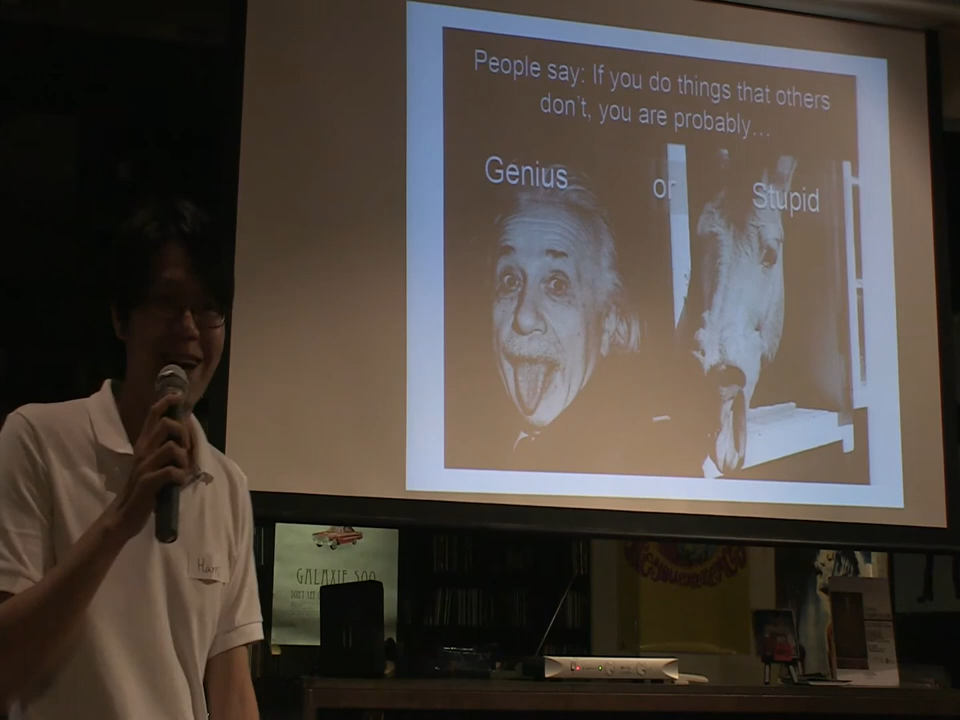 People say: If you do things that others
don't, you are probably...
Genius or Stupid
GALAXIE 500